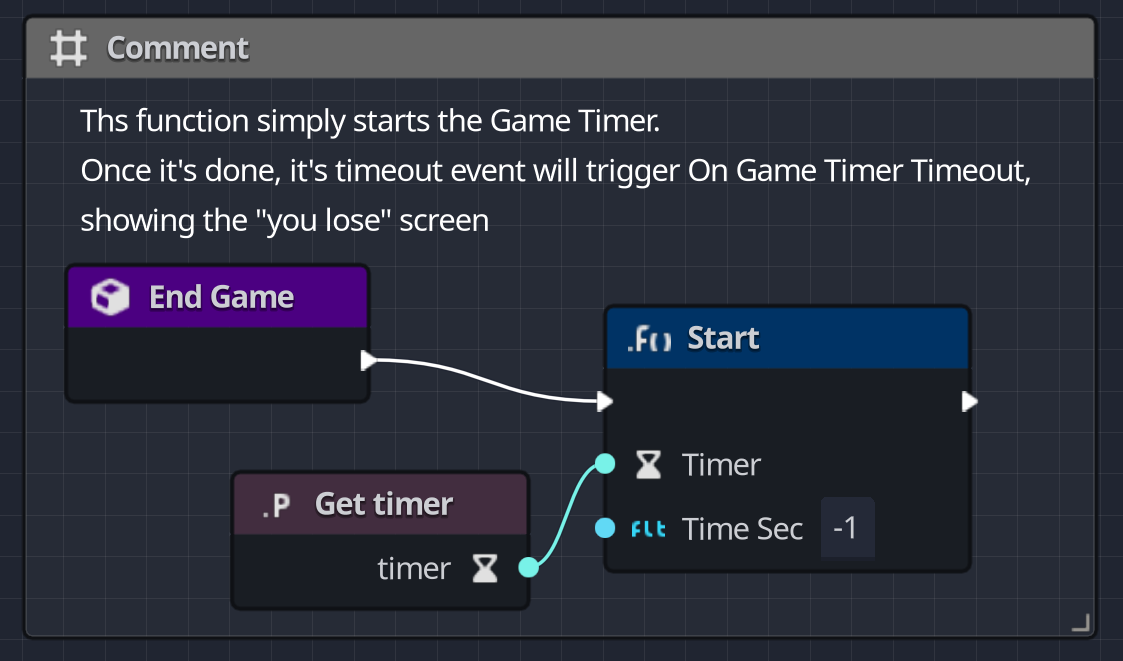 Comment
Ths function simply starts the Game Timer.
Once it's done, it's timeout event will trigger On Game Timer Timeout,
showing the "you lose" screen
End Game
.F() Start
Timer
FLt Time Sec -1
.P Get timer
timer